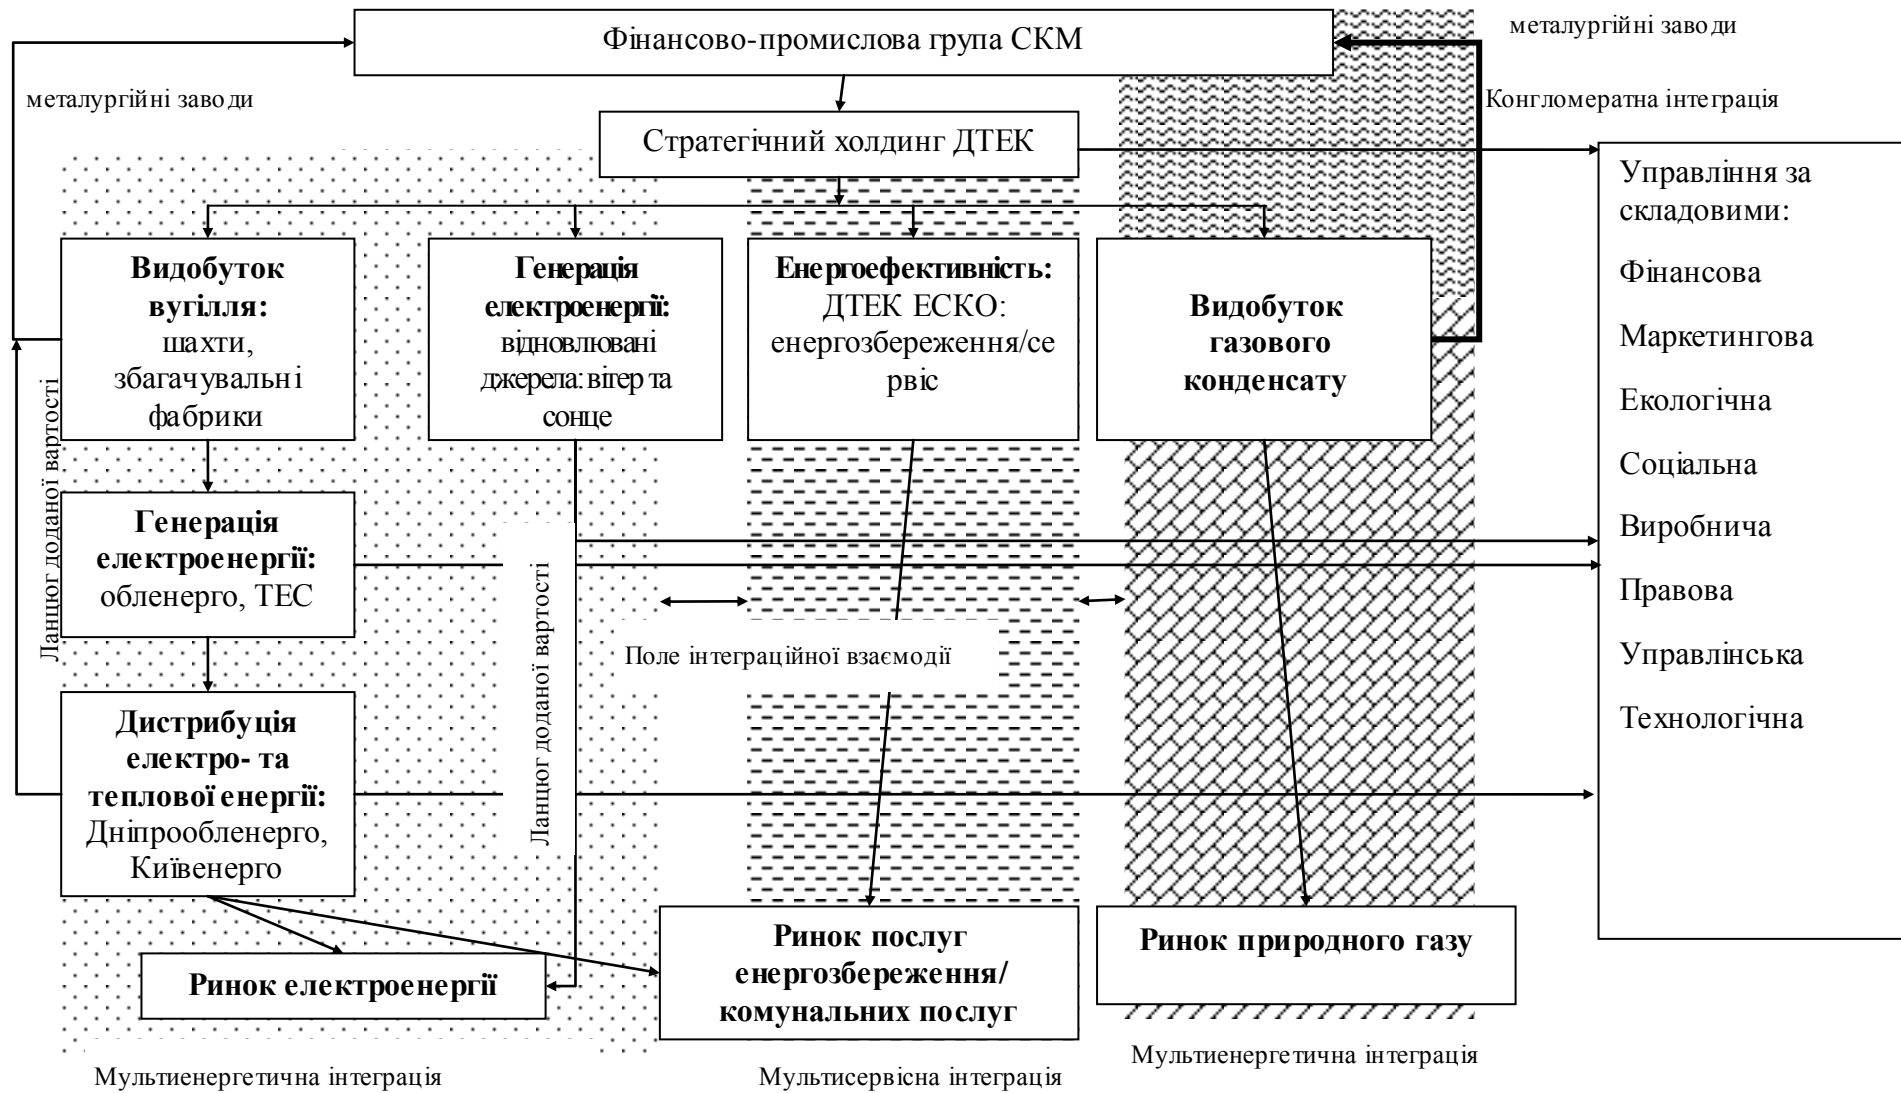 металургійні заводи
Фінансово-промислова група СКМ
металургійні заводи
Конгломератна інтеграція
Стратегічний холдинг ДТЕК
Управління за
складовими:
Фінансова
Маркетингова
Екологічна
Соціальна
Виробнича
Правова
Управлінська
Технологічна
Видобуток
вугілля:
шахти,
збагачувальні
фабрики
Генерація
електроенергії:
відновлювані
джерела: вітер та
сонце
Енергоефективність:
ДТЕК ЕСКО:
енергозбереження/се
рвіс
Видобуток
газового
конденсату
Ланцюг доданої вартості
Генерація
електроенергії:
обленерго, ТЕС
Ланцюг доданої вартості
Поле інтеграційної взаємодії
Дистрибуція
електро- та
теплової енергії:
Дніпрообленерго,
Київенерго
Ринок електроенергії
Ринок послуг
енергозбереження/
комунальних послуг
Ринок природного газу
Мультиенергетична інтеграція
Мультисервісна інтеграція
Мультиенергетична інтеграція